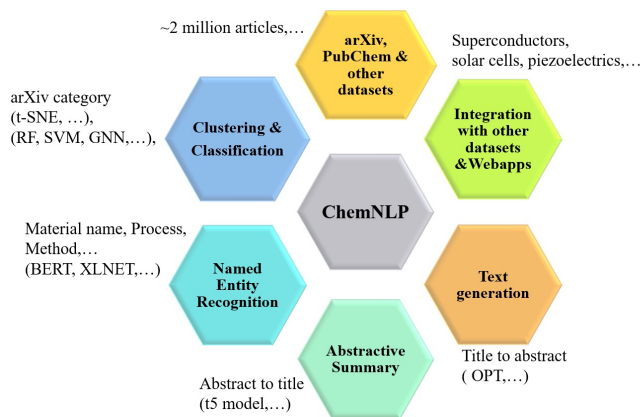 ~2 million articles,…
arXiv,
PubChem &
other
datasets
Superconductors,
solar cells, piezoelectrics,…
arXiv category
(t-SNE, …),
(RF, SVM, GNN,…),
Clustering &
Classification
Integration
with other
datasets
&Webapps
ChemNLP
Material name, Process,
Method,…
(BERT, XLNET,…)
Named
Entity
Recognition
Text
generation
Abstractive
Summary
Title to abstract
( OPT,…)
Abstract to title
(t5 model,…)